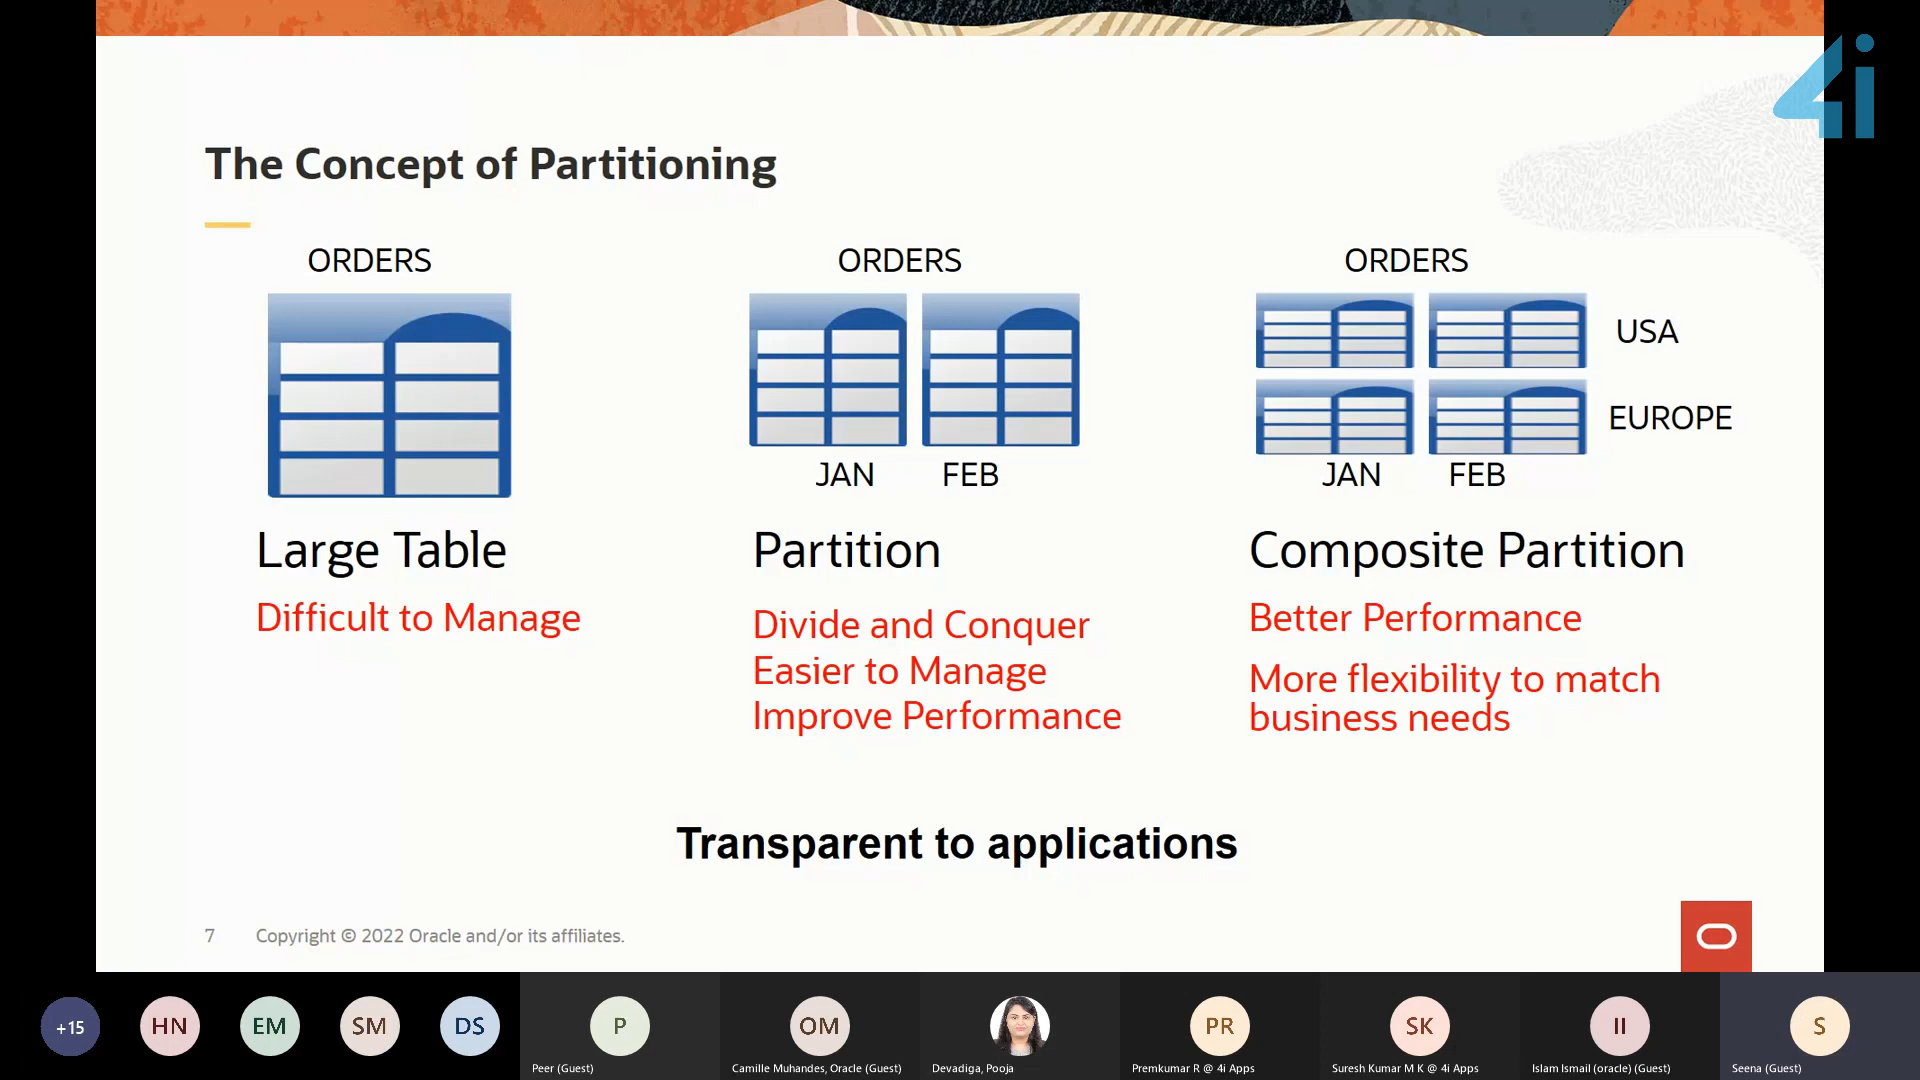 4i
The Concept of Partitioning
ORDERS
ORDERS
ORDERS
USA
EUROPE
JAN FEB
JAN FEB
Large Table
Partition
Composite Partition
Difficult to Manage
Divide and Conquer
Easier to Manage
Improve Performance
Better Performance
More flexibility to match
business needs
Transparent to applications
7 Copyright © 2022 Oracle and/or its affiliates.
+15
HN
EM
SM
DS
P
OM
PR
SK
II
S
Peer (Guest)
Camille Muhandes, Oracle (Guest)
Devadiga, Pooja
Premkumar R @ 4i Apps
Suresh Kumar M K @ 4i Apps
Islam Ismail (oracle) (Guest)
Seena (Guest)